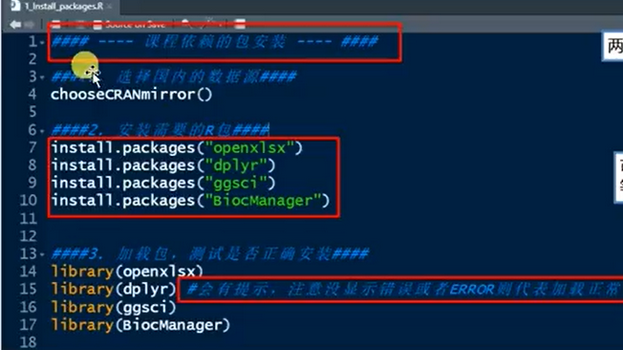 1_Install_packages.R
Source on Save
1 #### ---- 课程依赖的包安装 ---- ####
2
3 #### 选择国内的数据源####
4 chooseCRANmirror()
5
6 ####2. 安装需要的R包####
7 install.packages("openxlsx")
8 install.packages("dplyr")
9 install.packages("ggsci")
10 install.packages("BiocManager")
11
12
13 ####3. 加载包，测试是否正确安装####
14 library(openxlsx)
15 library(dplyr) #会有提示，注意没显示错误或者ERROR则代表加载正常
16 library(ggsci)
17 library(BiocManager)
18
两